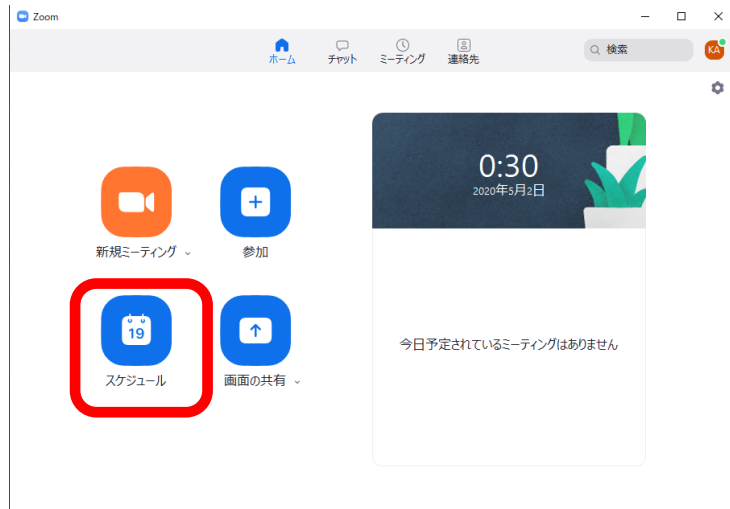 Zoom
ホーム
チャット
ミーティング
連絡先
検索
KA
0:30
2020年5月2日
新規ミーティング
参加
19
スケジュール
画面の共有
今日予定されているミーティングはありません